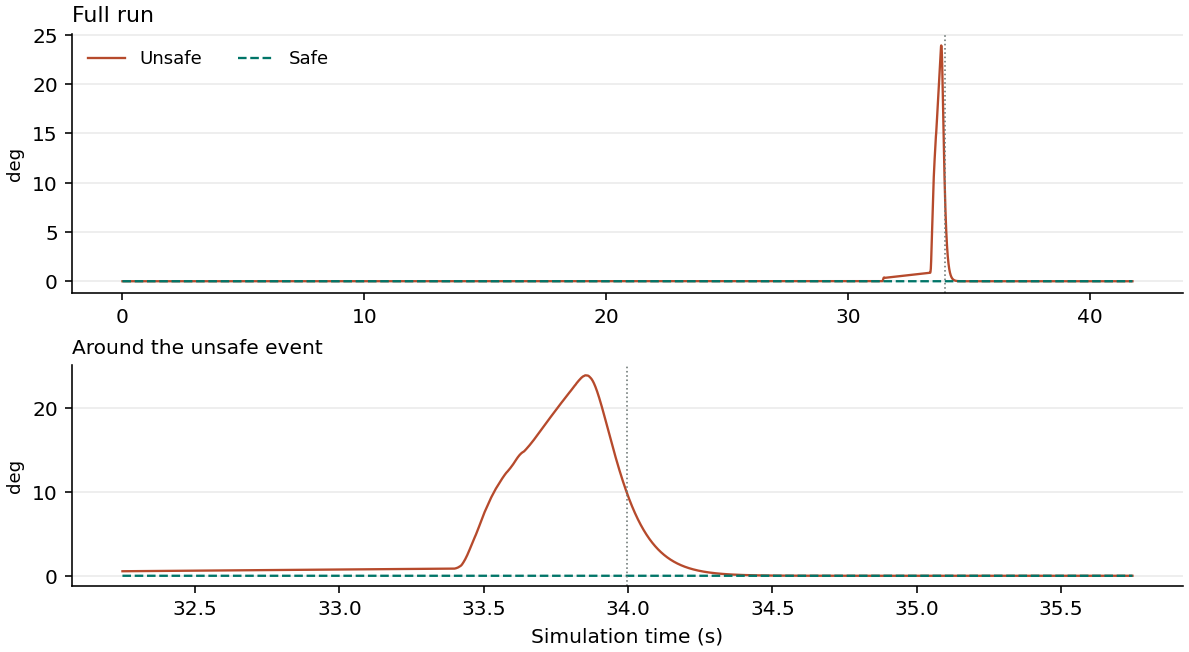 Full run
Unsafe Safe
deg
25
20
15
10
5
0
0 10 20 30 40
Around the unsafe event
deg
20
10
0
32.5 33.0 33.5 34.0 34.5 35.0 35.5
Simulation time (s)